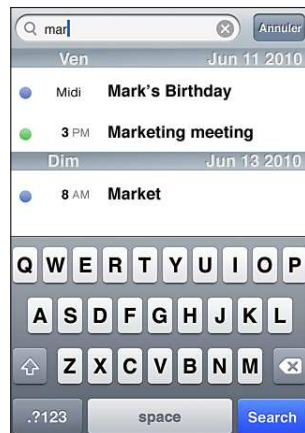 mar Annuler
Ven Jun 11 2010
Midi Mark's Birthday
3 PM Marketing meeting
Dim Jun 13 2010
8 AM Market
Q W E R T Y U I O P
A S D F G H J K L
Z X C V B N M
.?123 space Search